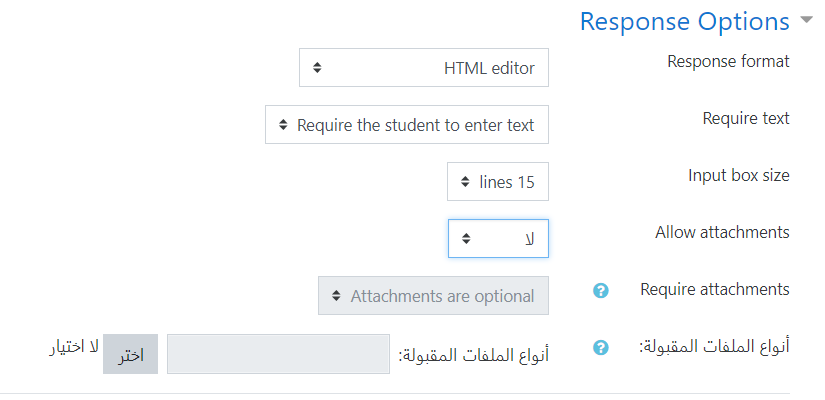 Response Options
Response format
HTML editor
Require text
Require the student to enter text
Input box size
lines 15
Allow attachments
لا
Require attachments
Attachments are optional
أنواع الملفات المقبولة:
أنواع الملفات المقبولة:
اختر
لا اختيار